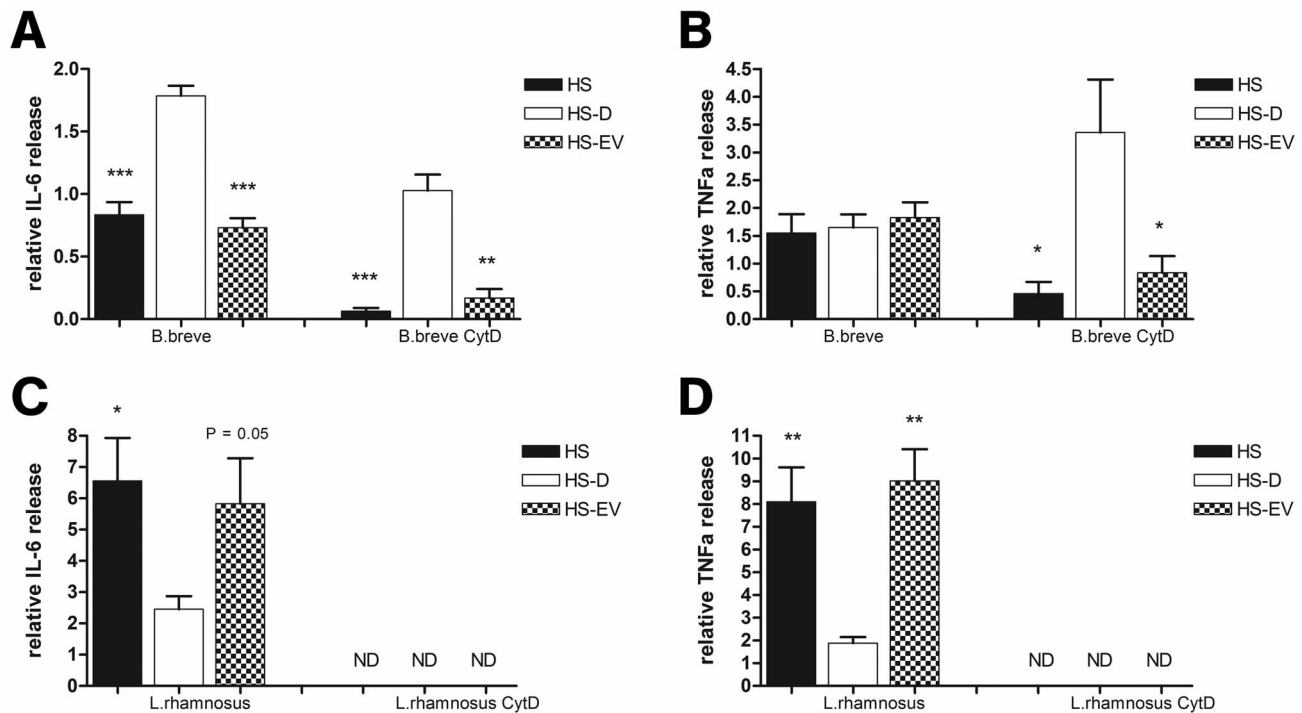 A
relative IL-6 release
2.0
1.5
1.0
0.5
0.0
***
***
***
**
B.breve
B.breve CytD
HS
HS-D
HS-EV
B
relative TNFa release
4.5
4.0
3.5
3.0
2.5
2.0
1.5
1.0
0.5
0.0
*
*
B.breve
B.breve CytD
HS
HS-D
HS-EV
C
relative IL-6 release
8
7
6
5
4
3
2
1
0
*
P = 0.05
ND ND ND
L.rhamnosus
L.rhamnosus CytD
HS
HS-D
HS-EV
D
relative TNFa release
11
10
9
8
7
6
5
4
3
2
1
0
**
**
ND ND ND
L.rhamnosus
L.rhamnosus CytD
HS
HS-D
HS-EV